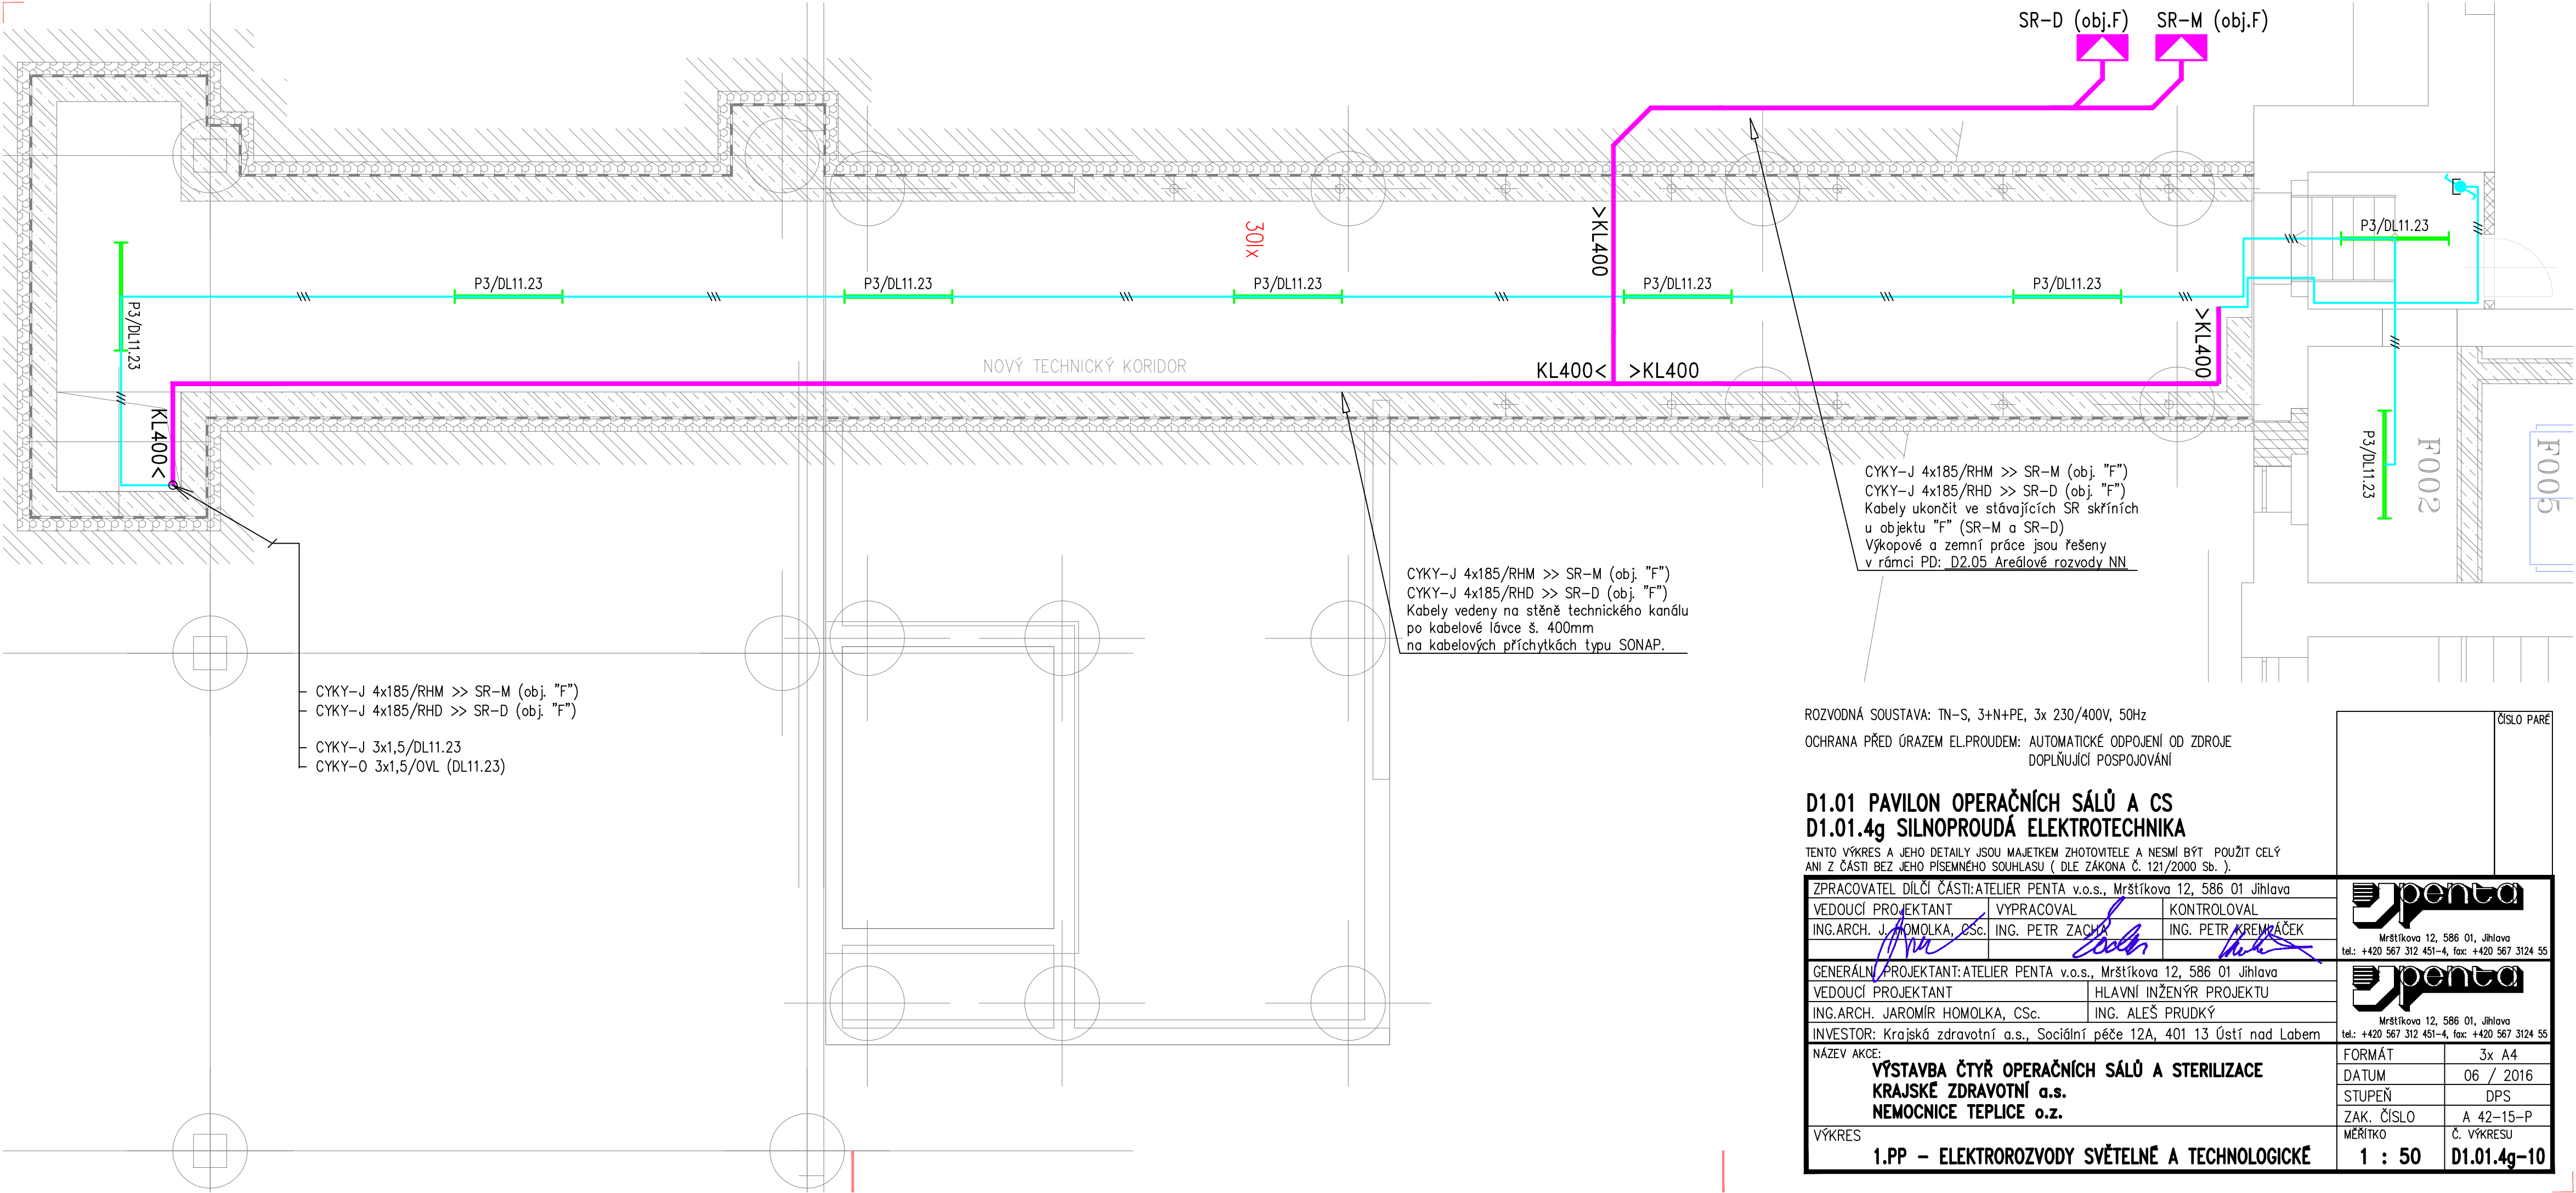 SR-D (obj.F)
SR-M (obj.F)
P3/DL11.23
P3/DL11.23
P3/DL11.23
P3/DL11.23
P3/DL11.23
P3/DL11.23
P3/DL11.23
P3/DL11.23
30lx
>KL400
>KL400
KL400<
>KL400
KL400<
NOVÝ TECHNICKÝ KORIDOR
F002
F005
CYKY-J 4x185/RHM >> SR-M (obj. "F")
CYKY-J 4x185/RHD >> SR-D (obj. "F")
Kabely ukončit ve stávajících SR skříních
u objektu "F" (SR-M a SR-D)
Výkopové a zemní práce jsou řešeny
v rámci PD: D2.05 Areálové rozvody NN
CYKY-J 4x185/RHM >> SR-M (obj. "F")
CYKY-J 4x185/RHD >> SR-D (obj. "F")
Kabely vedeny na stěně technického kanálu
po kabelové lávce š. 400mm
na kabelových příchytkách typu SONAP.
CYKY-J 4x185/RHM >> SR-M (obj. "F")
CYKY-J 4x185/RHD >> SR-D (obj. "F")
CYKY-J 3x1,5/DL11.23
CYKY-O 3x1,5/OVL (DL11.23)
ROZVODNÁ SOUSTAVA: TN-S, 3+N+PE, 3x 230/400V, 50Hz
OCHRANA PŘED ÚRAZEM EL.PROUDEM: AUTOMATICKÉ ODPOJENÍ OD ZDROJE
DOPLŇUJÍCÍ POSPOJOVÁNÍ
ČÍSLO PARÉ
D1.01 PAVILON OPERAČNÍCH SÁLŮ A CS
D1.01.4g SILNOPROUDÁ ELEKTROTECHNIKA
TENTO VÝKRES A JEHO DETAILY JSOU MAJETKEM ZHOTOVITELE A NESMÍ BÝT POUŽIT CELÝ
ANI Z ČÁSTI BEZ JEHO PÍSEMNÉHO SOUHLASU ( DLE ZÁKONA Č. 121/2000 Sb. ).
ZPRACOVATEL DÍLČÍ ČÁSTI: ATELIER PENTA v.o.s., Mrštíkova 12, 586 01 Jihlava
VEDOUCÍ PROJEKTANT
VYPRACOVAL
KONTROLOVAL
ING.ARCH. J. HOMOLKA, CSc.
ING. PETR ZACHA
ING. PETR KREMLÁČEK
penta
Mrštíkova 12, 586 01, Jihlava
tel.: +420 567 312 451-4, fax: +420 567 3124 55
GENERÁLNÍ PROJEKTANT: ATELIER PENTA v.o.s., Mrštíkova 12, 586 01 Jihlava
VEDOUCÍ PROJEKTANT
HLAVNÍ INŽENÝR PROJEKTU
ING.ARCH. JAROMÍR HOMOLKA, CSc.
ING. ALEŠ PRUDKÝ
penta
Mrštíkova 12, 586 01, Jihlava
tel.: +420 567 312 451-4, fax: +420 567 3124 55
INVESTOR: Krajská zdravotní a.s., Sociální péče 12A, 401 13 Ústí nad Labem
NÁZEV AKCE:
VÝSTAVBA ČTYŘ OPERAČNÍCH SÁLŮ A STERILIZACE
KRAJSKÉ ZDRAVOTNÍ a.s.
NEMOCNICE TEPLICE o.z.
FORMÁT 3x A4
DATUM 06 / 2016
STUPEŇ DPS
ZAK. ČÍSLO A 42-15-P
VÝKRES
1.PP - ELEKTROROZVODY SVĚTELNÉ A TECHNOLOGICKÉ
MĚŘÍTKO
1 : 50
Č. VÝKRESU
D1.01.4g-10